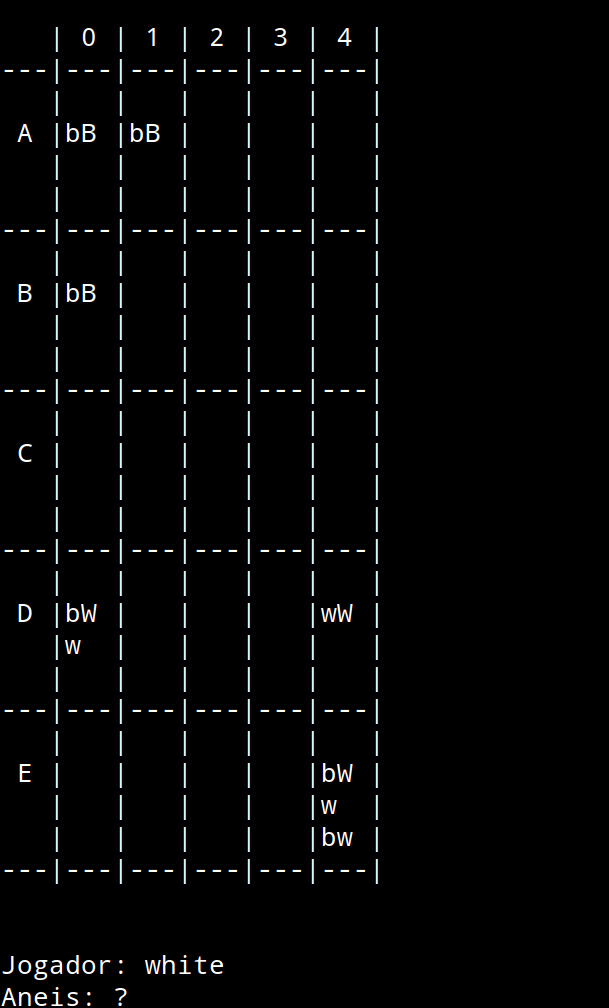 | 0 | 1 | 2 | 3 | 4 |
---|---|---|---|---|---|
   |   |   |   |   |   |
 A |bB |bB |   |   |   |
   |   |   |   |   |   |
   |   |   |   |   |   |
---|---|---|---|---|---|
   |   |   |   |   |   |
 B |bB |   |   |   |   |
   |   |   |   |   |   |
   |   |   |   |   |   |
---|---|---|---|---|---|
   |   |   |   |   |   |
 C |   |   |   |   |   |
   |   |   |   |   |   |
   |   |   |   |   |   |
---|---|---|---|---|---|
   |   |   |   |   |   |
 D |bW |   |   |   |wW |
   |w  |   |   |   |   |
   |   |   |   |   |   |
---|---|---|---|---|---|
   |   |   |   |   |   |
 E |   |   |   |   |bW |
   |   |   |   |   |w  |
   |   |   |   |   |bw |
---|---|---|---|---|---|
Jogador: white
Aneis: ?